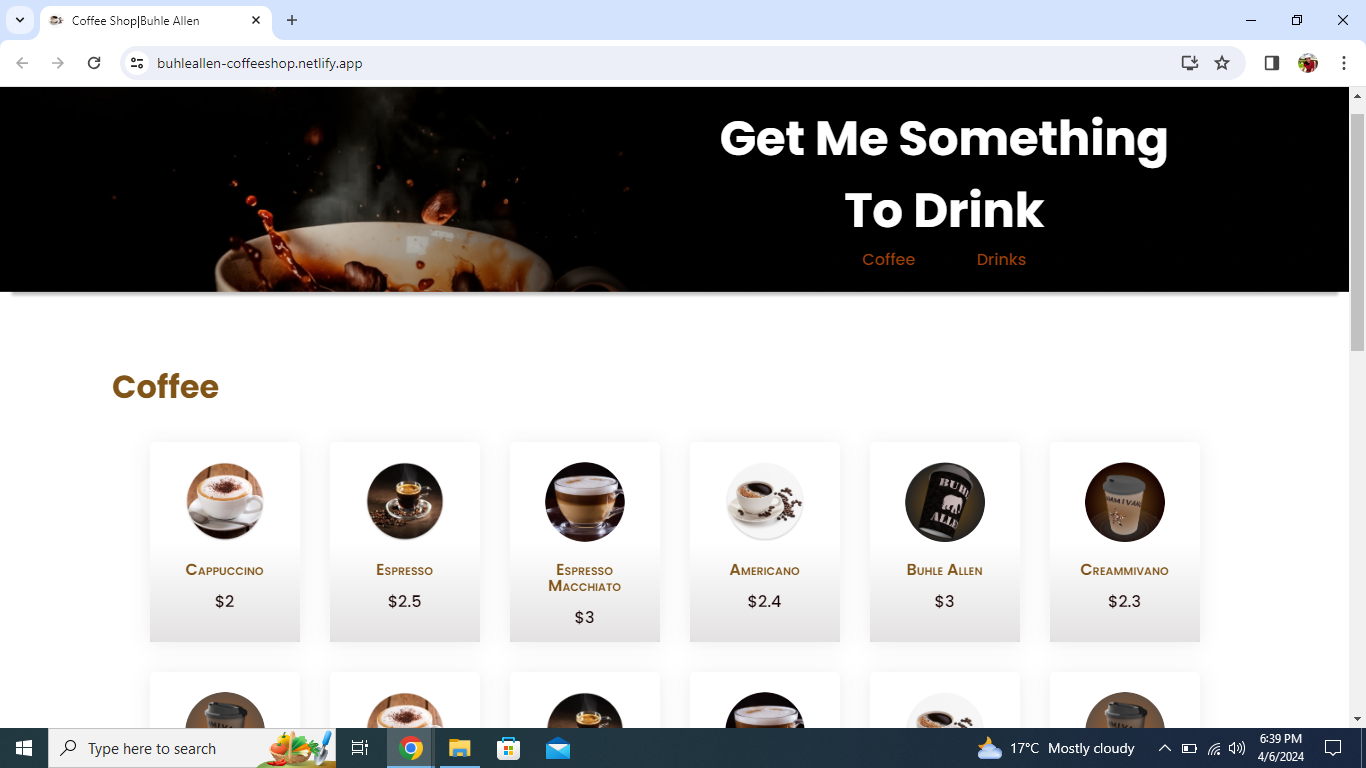 Coffee Shop|Buhle Allen
buhleallen-coffeeshop.netlify.app
Get Me Something
To Drink
Coffee Drinks
Coffee
Cappuccino
$2
Espresso
$2.5
Espresso
Macchiato
$3
Americano
$2.4
BUHL
ALLE
Buhle Allen
$3
Creammivano
$2.3
Type here to search
17°C Mostly cloudy
6:39 PM
4/6/2024